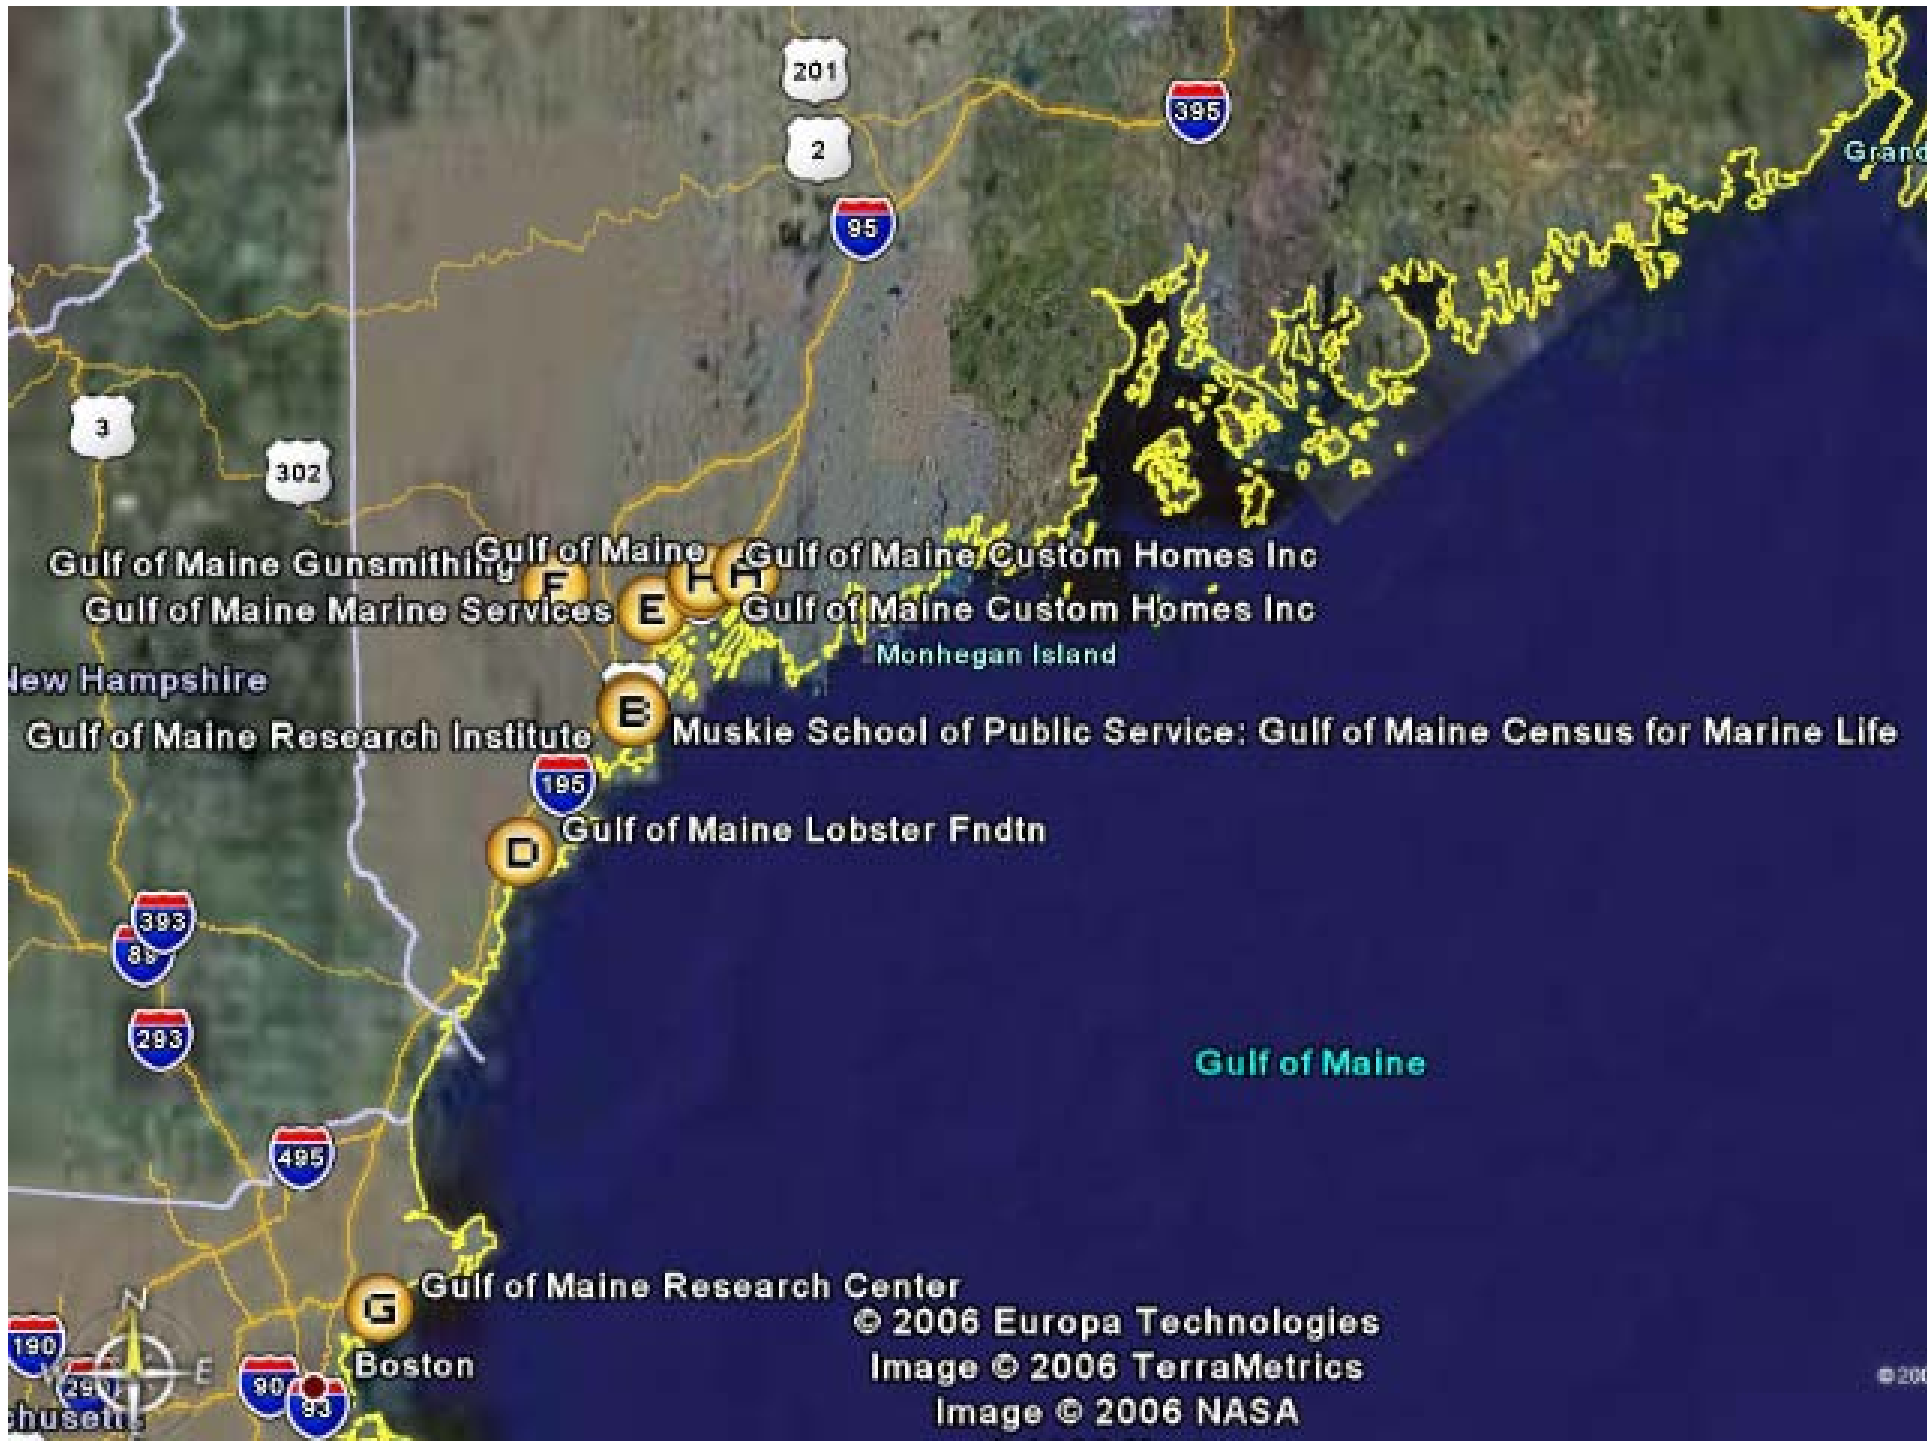 201
395
2
Grand
95
3
302
Gulf of Maine Gunsmithing
Gulf of Maine
Gulf of Maine Custom Homes Inc
F
H
H
E
Gulf of Maine Marine Services
Gulf of Maine Custom Homes Inc
Monhegan Island
New Hampshire
B
Gulf of Maine Research Institute
Muskie School of Public Service: Gulf of Maine Census for Marine Life
195
Gulf of Maine Lobster Fndtn
D
393
89
293
Gulf of Maine
495
Gulf of Maine Research Center
G
© 2006 Europa Technologies
N
190
Boston
Image © 2006 TerraMetrics
E
290
90
93
© 200
chusetts
Image © 2006 NASA